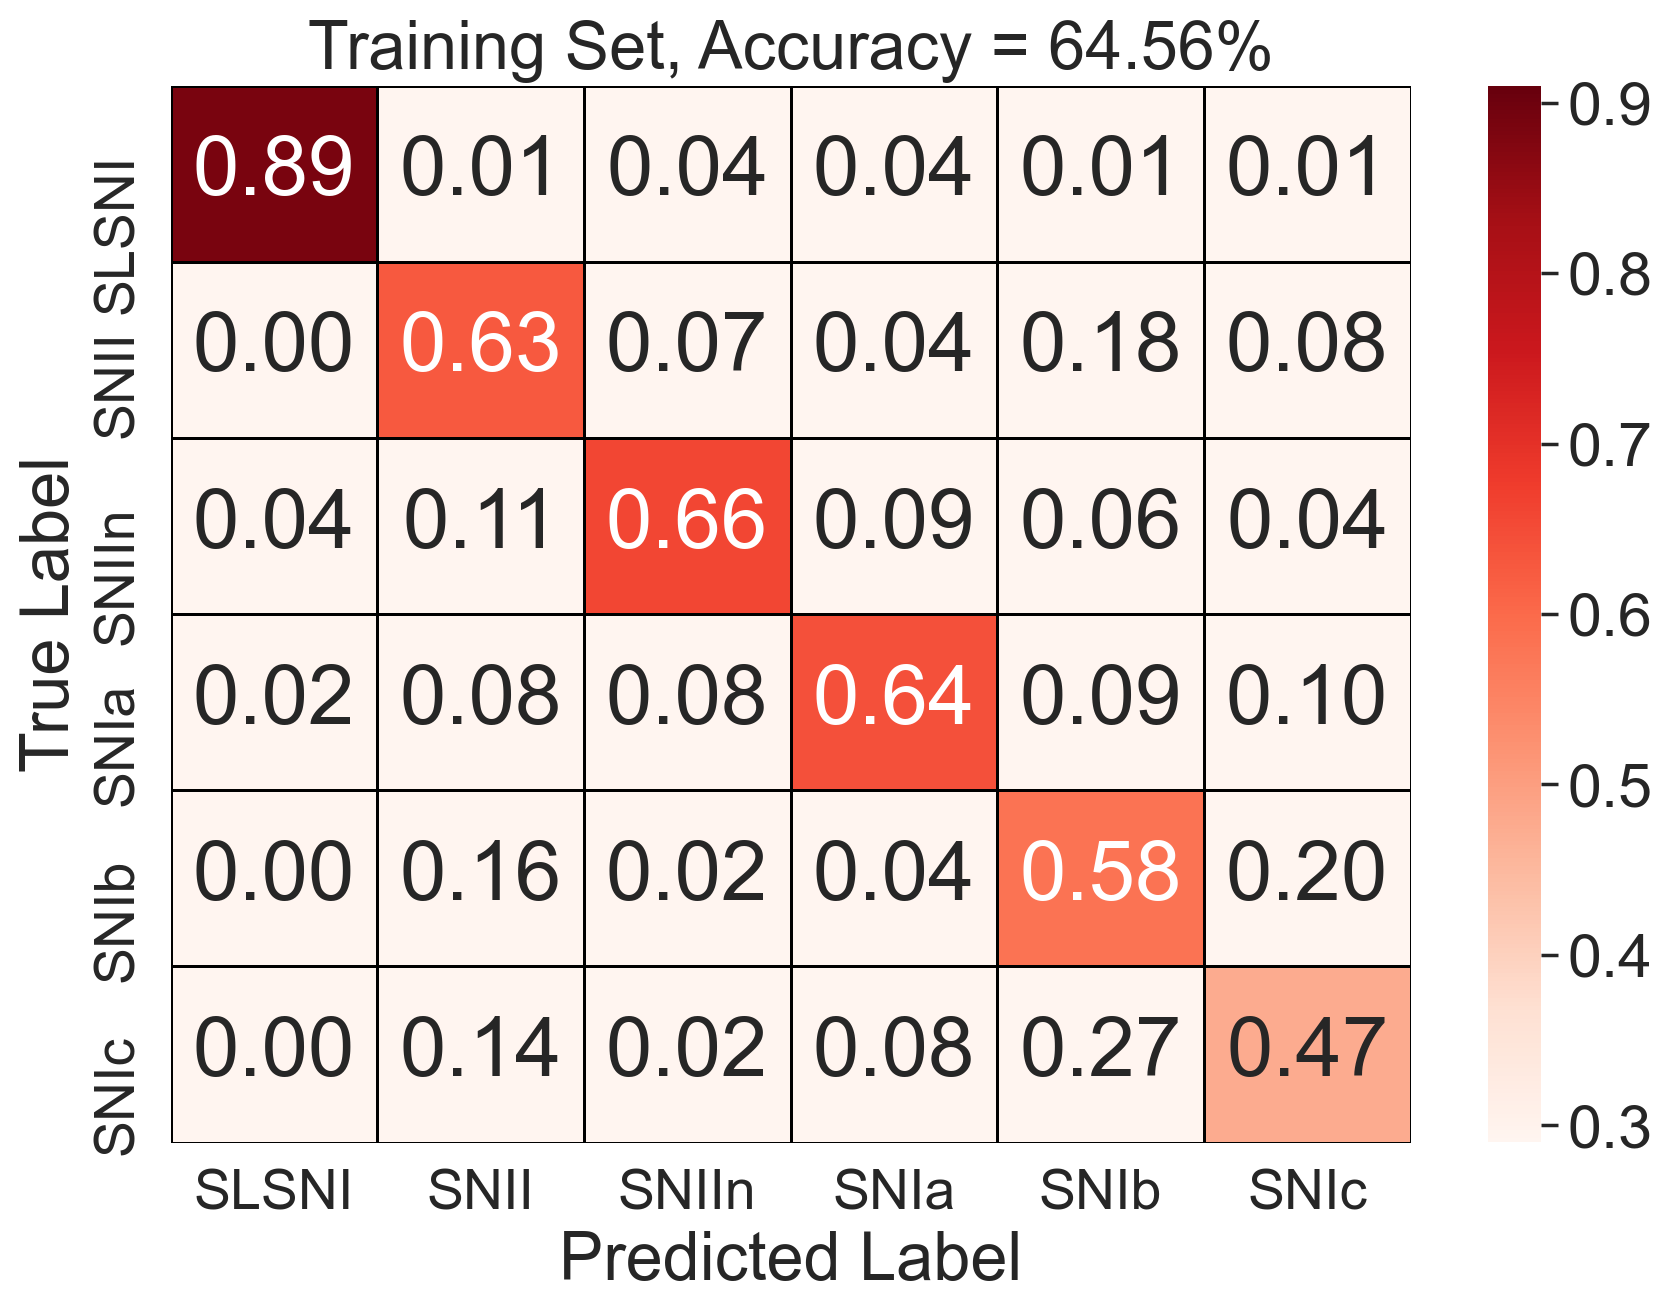 Training Set, Accuracy = 64.56%
SLSNI 0.89 0.01 0.04 0.04 0.01 0.01
SNII 0.00 0.63 0.07 0.04 0.18 0.08
SNIIn 0.04 0.11 0.66 0.09 0.06 0.04
SNIa 0.02 0.08 0.08 0.64 0.09 0.10
SNIb 0.00 0.16 0.02 0.04 0.58 0.20
SNIc 0.00 0.14 0.02 0.08 0.27 0.47
True Label
SLSNI SNII SNIIn SNIa SNIb SNIc
Predicted Label
0.9
0.8
0.7
0.6
0.5
0.4
0.3